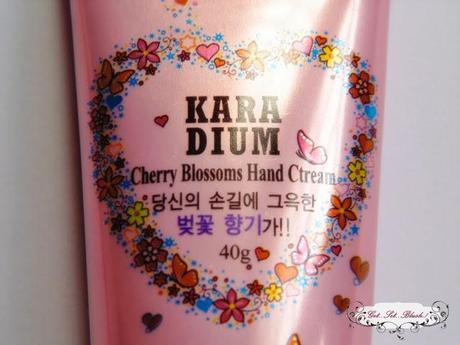 KARA
DIUM
Cherry Blossoms Hand Ctream
당신의 손길에 그윽한
벚꽃 향기가!!
40g
Get. Set. Blush!